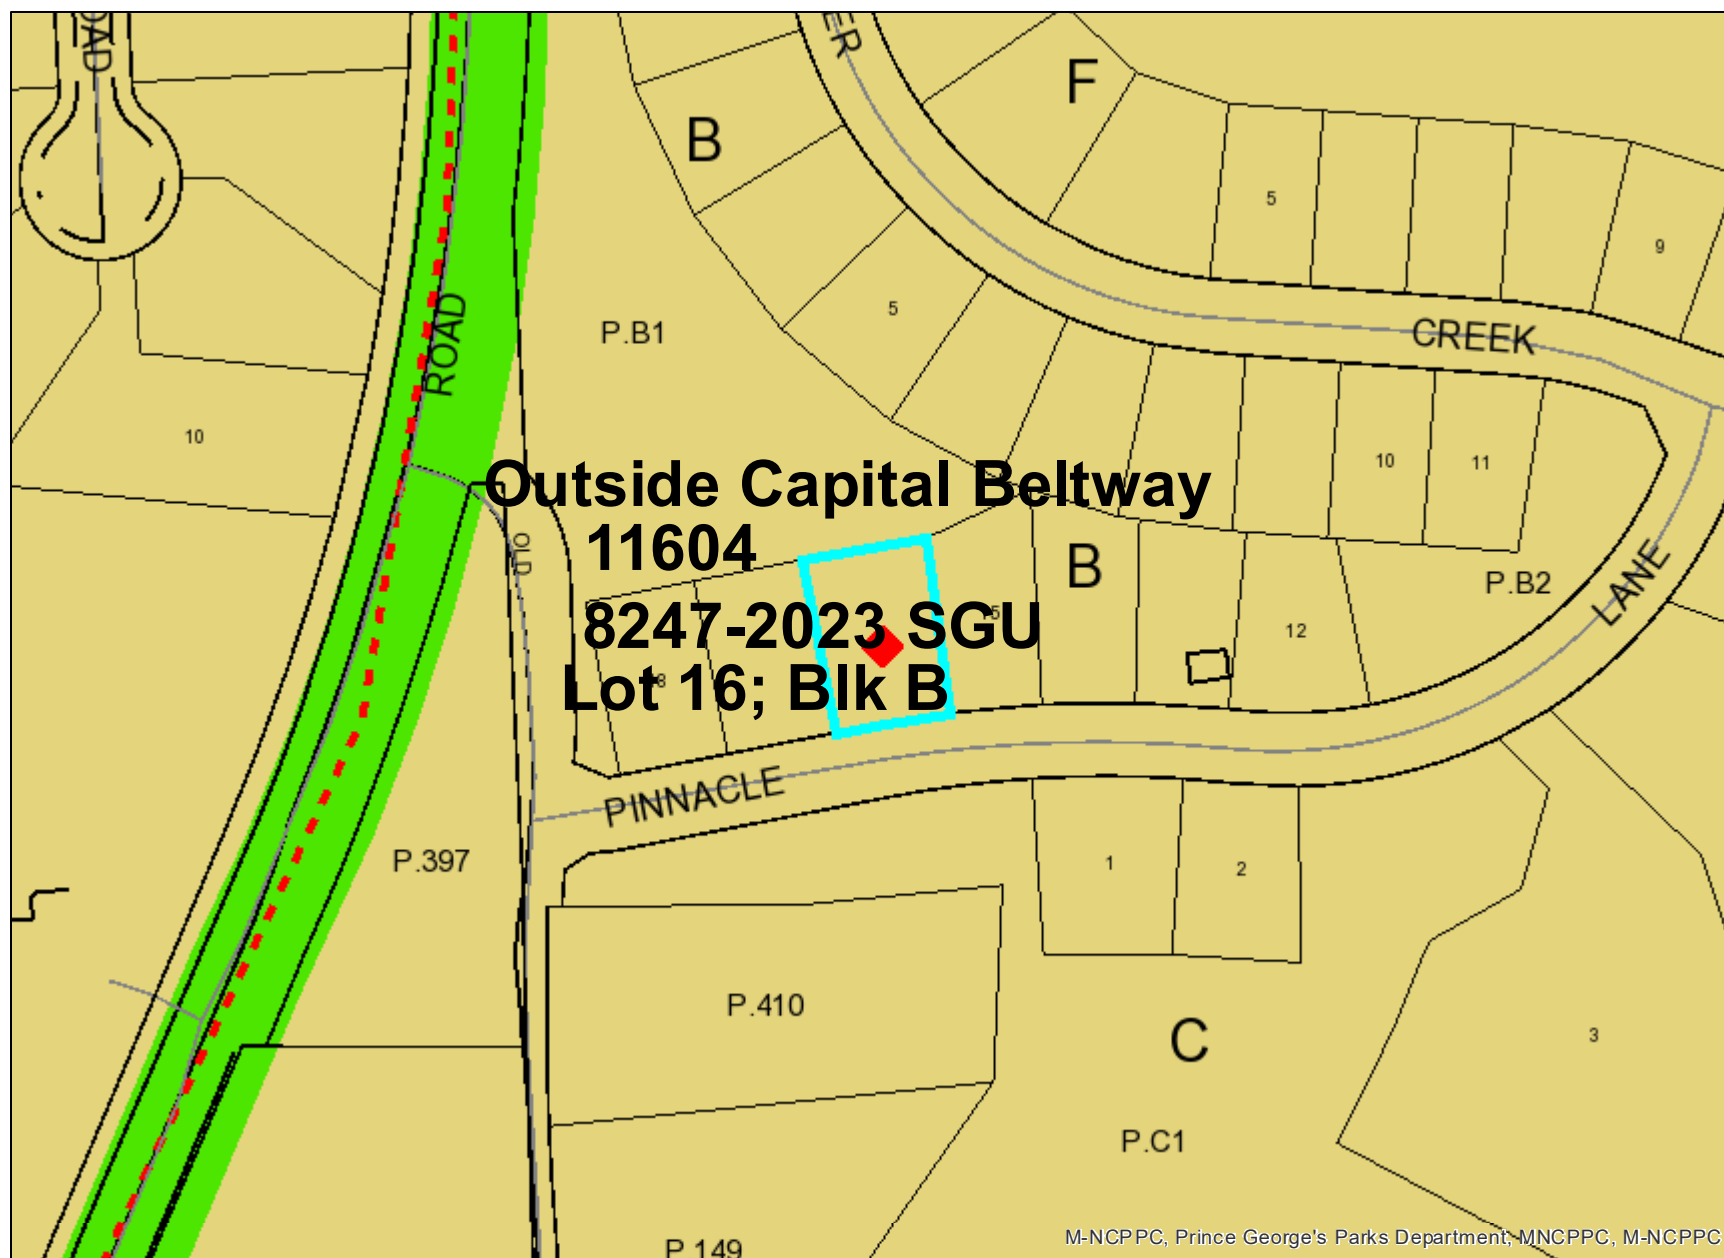 ROAD
ER
F
B
5
9
ROAD
P.B1
5
CREEK
10
10
11
Outside Capital Beltway
11604
OLD
B
P.B2
LANE
8247-2023 SGU
12
Lot 16; Blk B
PINNACLE
P.397
1
2
P.410
C
3
P.C1
P.149
M-NCPPC, Prince George's Parks Department, MNCPPC, M-NCPPC